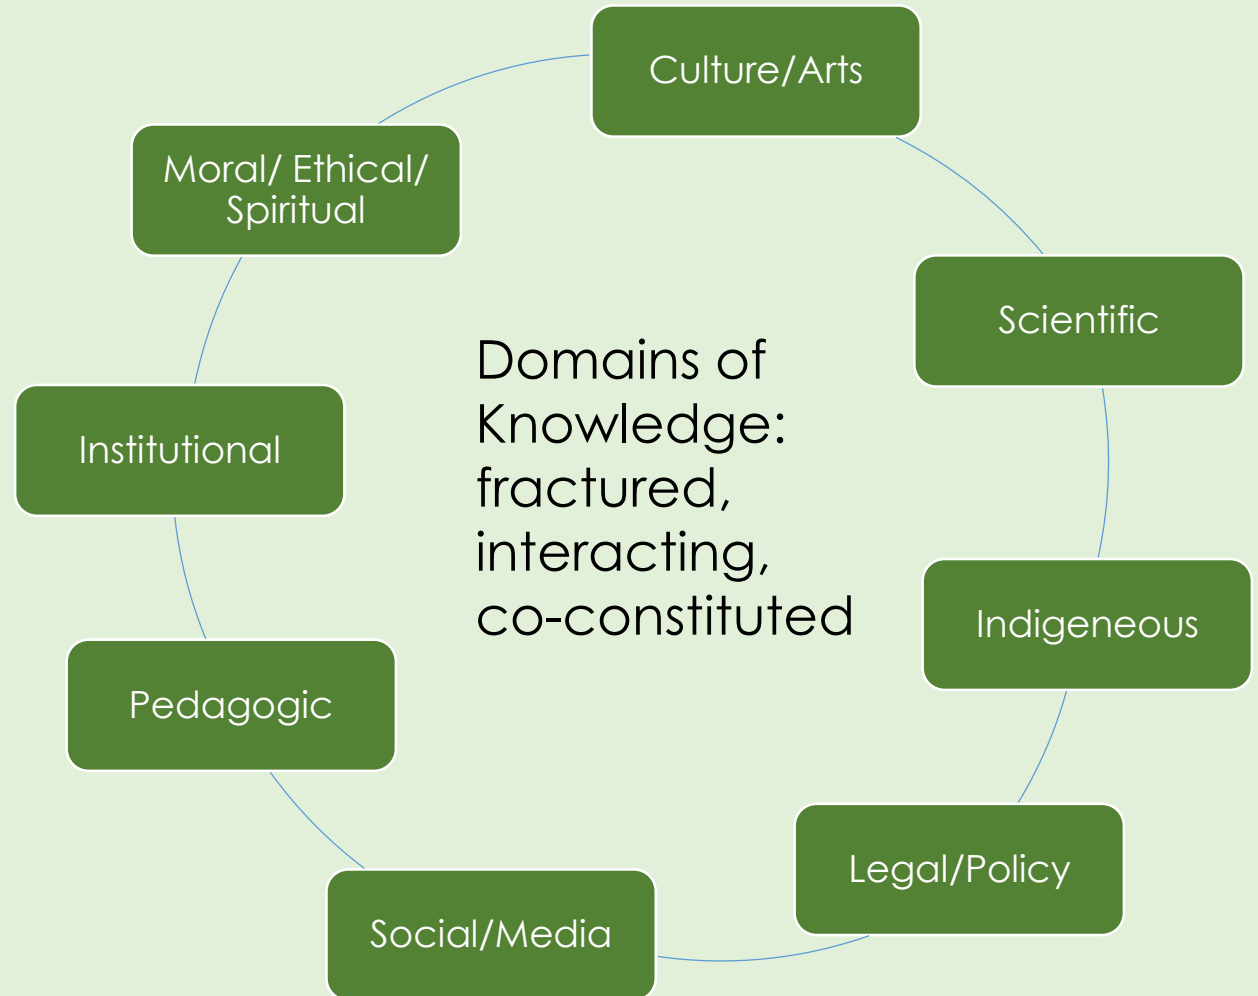 Culture/Arts
Scientific
Indigeneous
Legal/Policy
Social/Media
Pedagogic
Institutional
Moral/ Ethical/
Spiritual
Domains of
Knowledge:
fractured,
interacting,
co-constituted